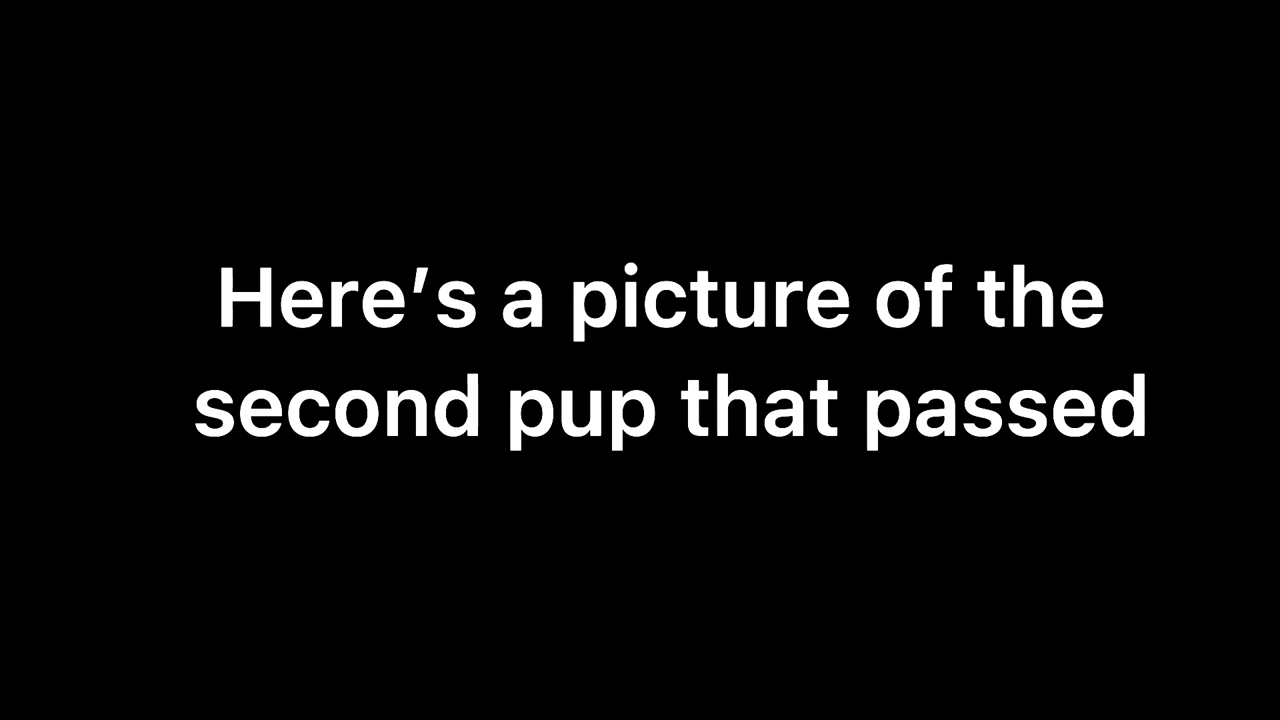 Here’s a picture of the
second pup that passed